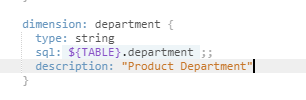 }
dimension: department {
type: string
sql: ${TABLE}.department ;;
description: "Product Department"
}